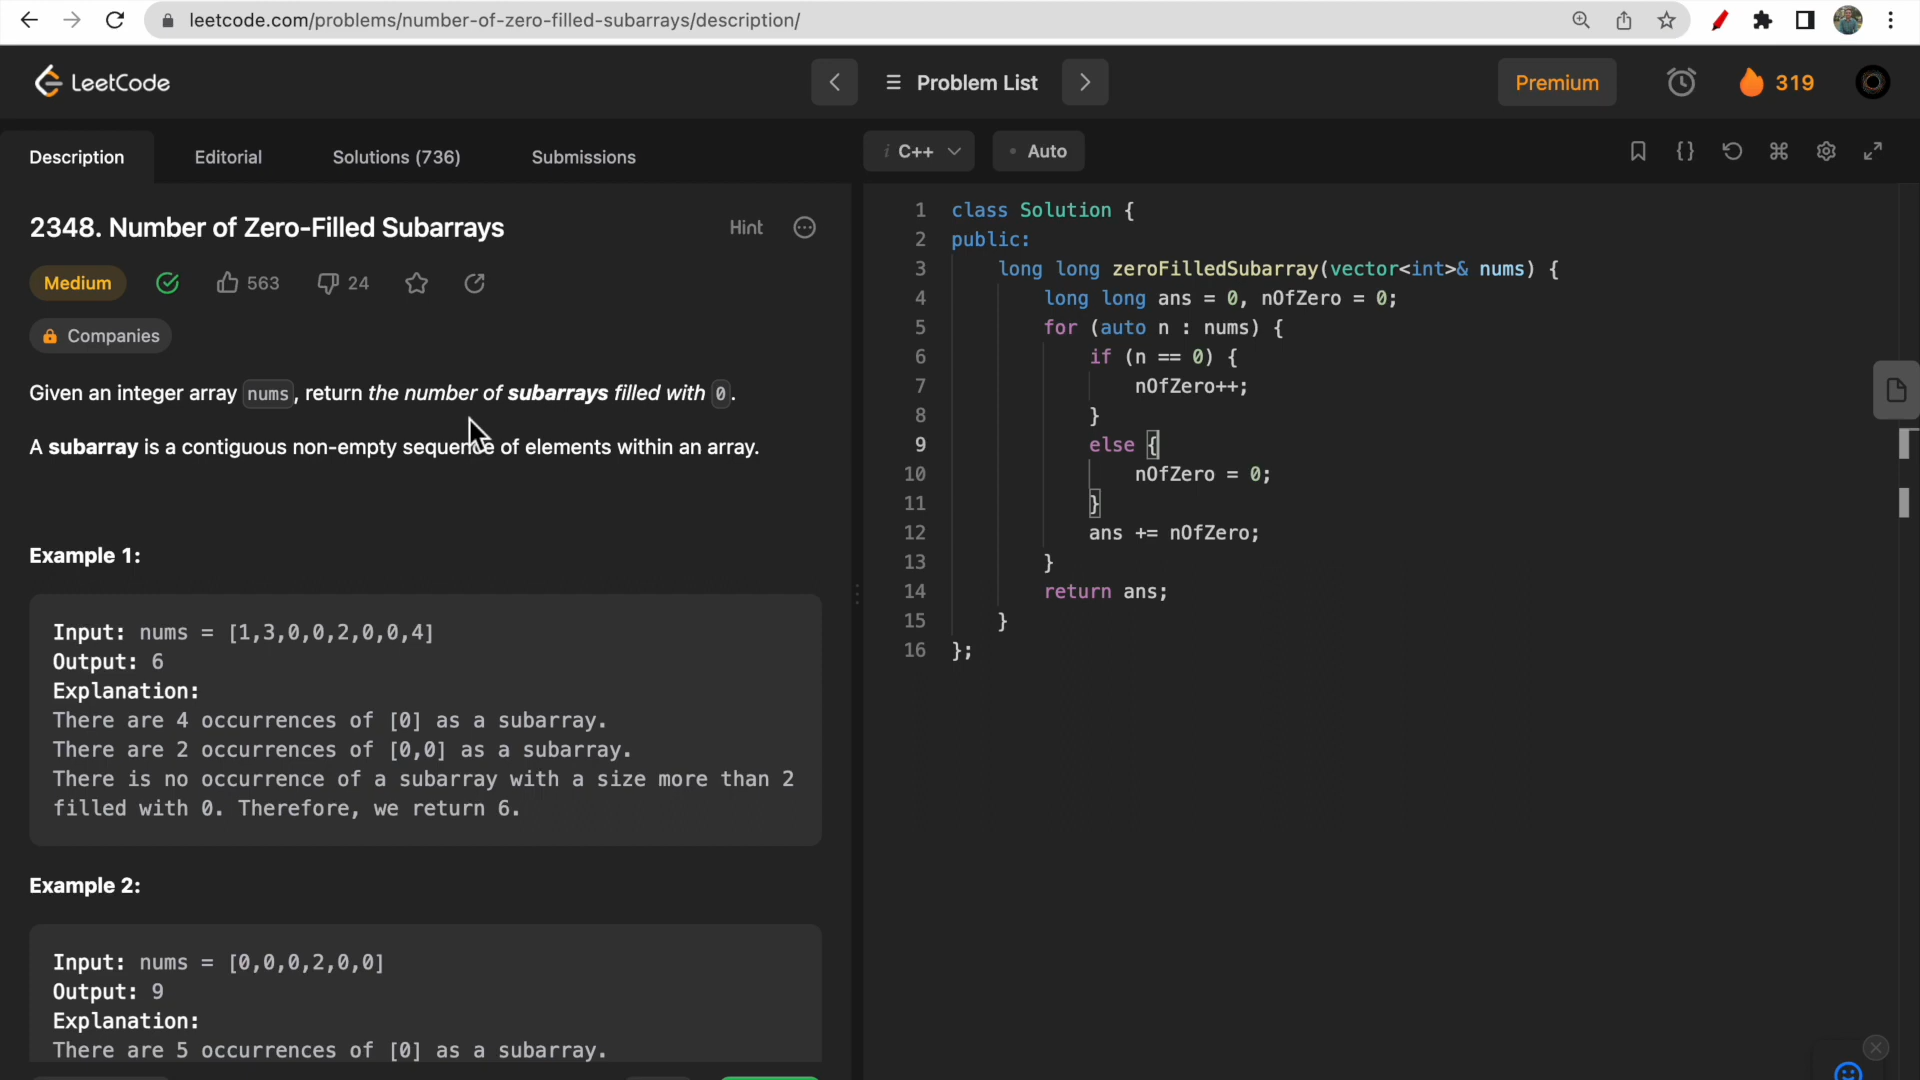 leetcode.com/problems/number-of-zero-filled-subarrays/description/
LeetCode
Problem List
Premium
319
Description
Editorial
Solutions (736)
Submissions
i C++
Auto
2348. Number of Zero-Filled Subarrays
Hint
Medium
563
24
Companies
Given an integer array nums, return the number of subarrays filled with 0.
A subarray is a contiguous non-empty sequence of elements within an array.
Example 1:
Input: nums = [1,3,0,0,2,0,0,4]
Output: 6
Explanation:
There are 4 occurrences of [0] as a subarray.
There are 2 occurrences of [0,0] as a subarray.
There is no occurrence of a subarray with a size more than 2
filled with 0. Therefore, we return 6.
Example 2:
Input: nums = [0,0,0,2,0,0]
Output: 9
Explanation:
There are 5 occurrences of [0] as a subarray.
1 class Solution {
2 public:
3 long long zeroFilledSubarray(vector<int>& nums) {
4 long long ans = 0, nOfZero = 0;
5 for (auto n : nums) {
6 if (n == 0) {
7 nOfZero++;
8 }
9 else {
10 nOfZero = 0;
11 }
12 ans += nOfZero;
13 }
14 return ans;
15 }
16 };